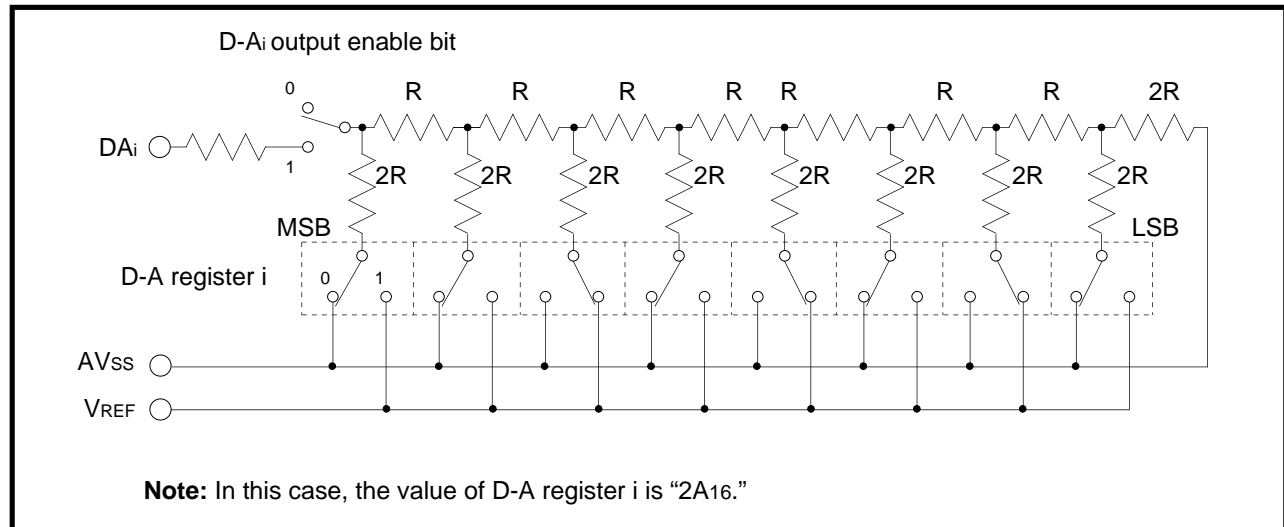 D-Ai output enable bit
0
R R R R R R R 2R
DAi
1
2R 2R 2R 2R 2R 2R 2R 2R
MSB LSB
D-A register i
0 1
AVSS
VREF
Note: In this case, the value of D-A register i is “2A16.”